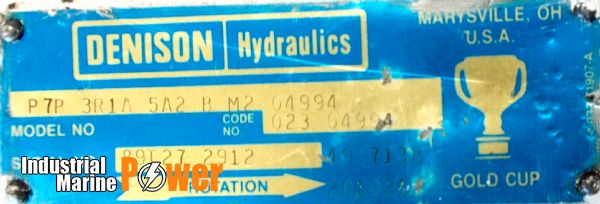 DENISON Hydraulics
MARYSVILLE, OH
U.S.A.
P7P 3R1A 5A2 B M2 04994
MODEL NO
CODE NO.
023 04994
89E27 2912
Industrial
Marine Power
ROTATION
GOLD CUP